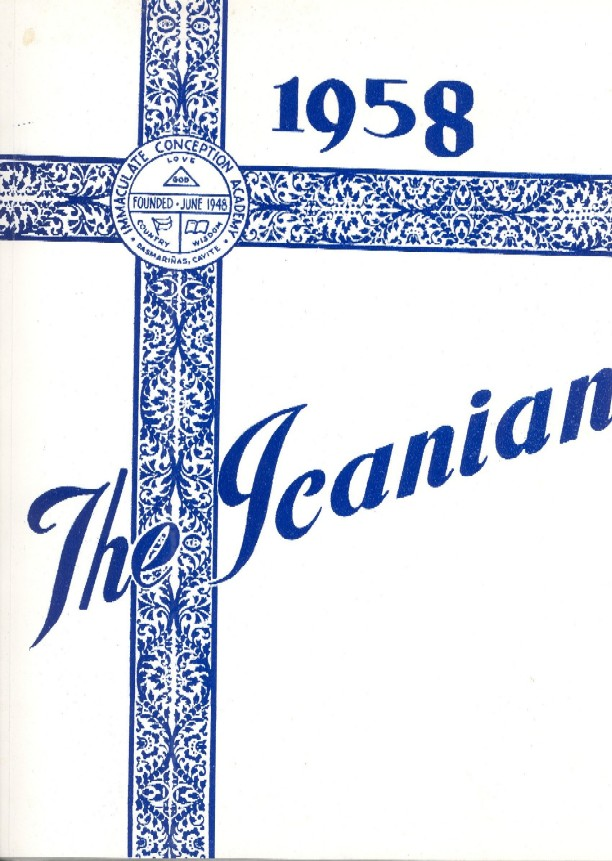 1958
IMMACULATE CONCEPTION ACADEMY
LOVE
GOD
FOUNDED • JUNE 1948
COUNTRY
WISDOM
• DASMARIÑAS, CAVITE •
The Icanian